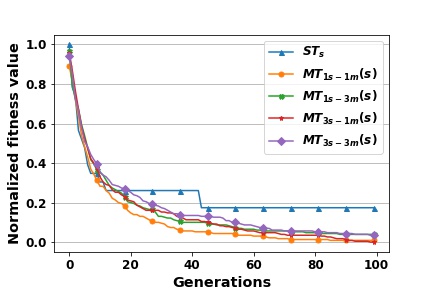 Normalized fitness value
1.0
0.8
0.6
0.4
0.2
0.0
0 20 40 60 80 100
Generations
STs
MT1s−1m(s)
MT1s−3m(s)
MT3s−1m(s)
MT3s−3m(s)